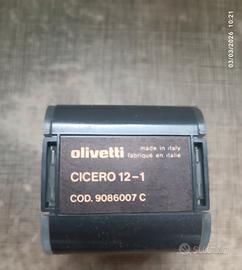 03/03/2026 10:21
olivetti
made in italy
fabriqué en italie
CICERO 12-1
COD. 9086007 C